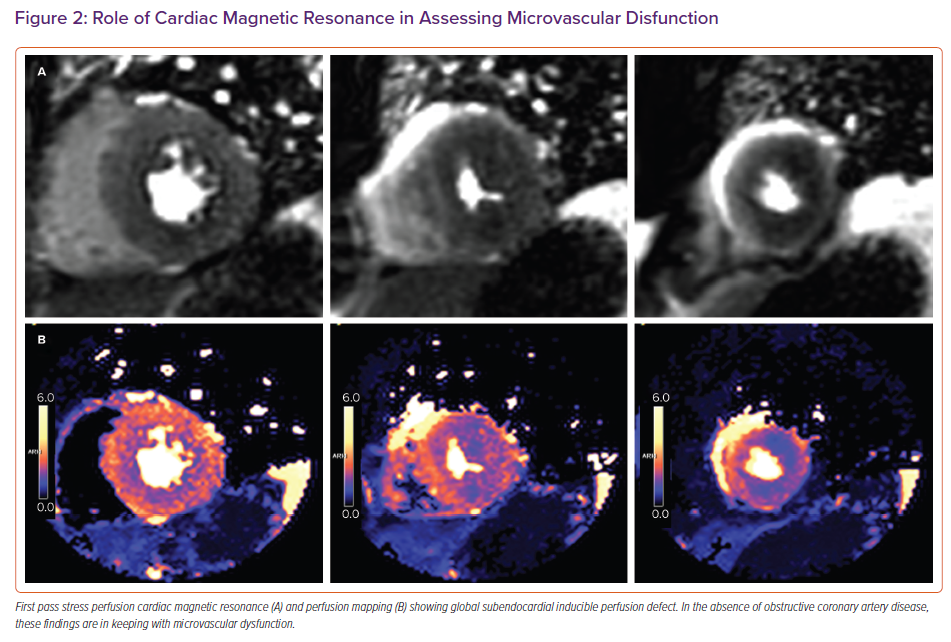 Figure 2: Role of Cardiac Magnetic Resonance in Assessing Microvascular Disfunction
A
B
6.0
0.0
6.0
0.0
6.0
0.0
First pass stress perfusion cardiac magnetic resonance (A) and perfusion mapping (B) showing global subendocardial inducible perfusion defect. In the absence of obstructive coronary artery disease,
these findings are in keeping with microvascular dysfunction.